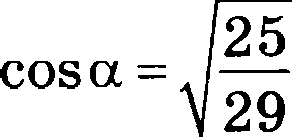 cos α = √(25/29)